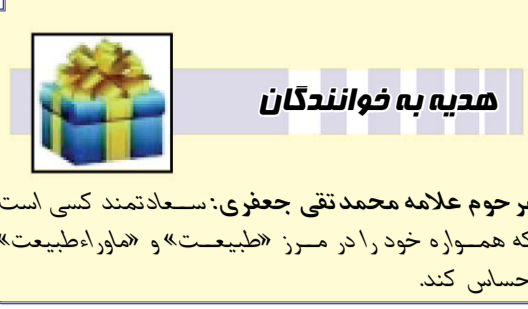 هدیه به خوانندگان
مرحوم علامه محمدتقی جعفری: سعادتمند کسی است
که همواره خود را در مرز «طبیعت» و «ماوراءطبیعت»
احساس کند.